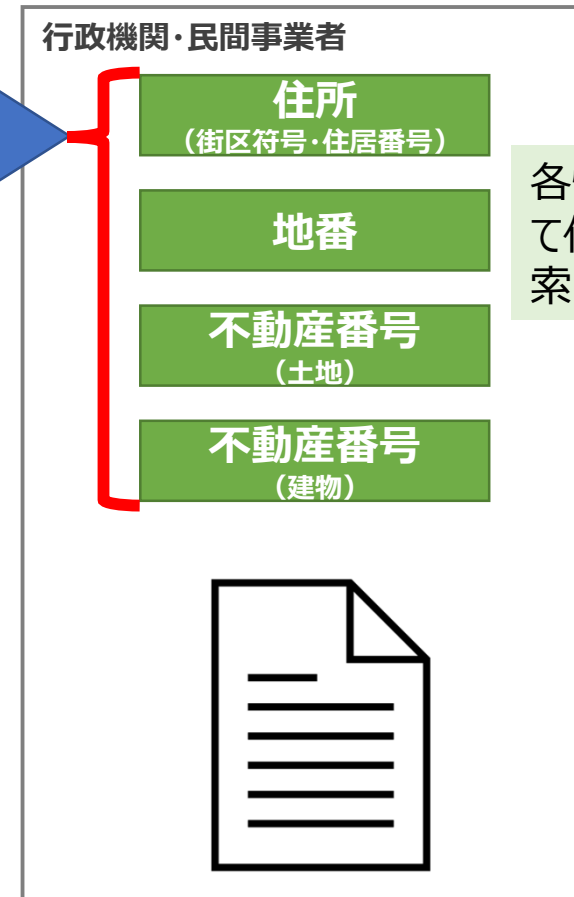 行政機関・民間事業者
住所
（街区符号・住居番号）
地番
不動産番号
（土地）
不動産番号
（建物）
各
て
索